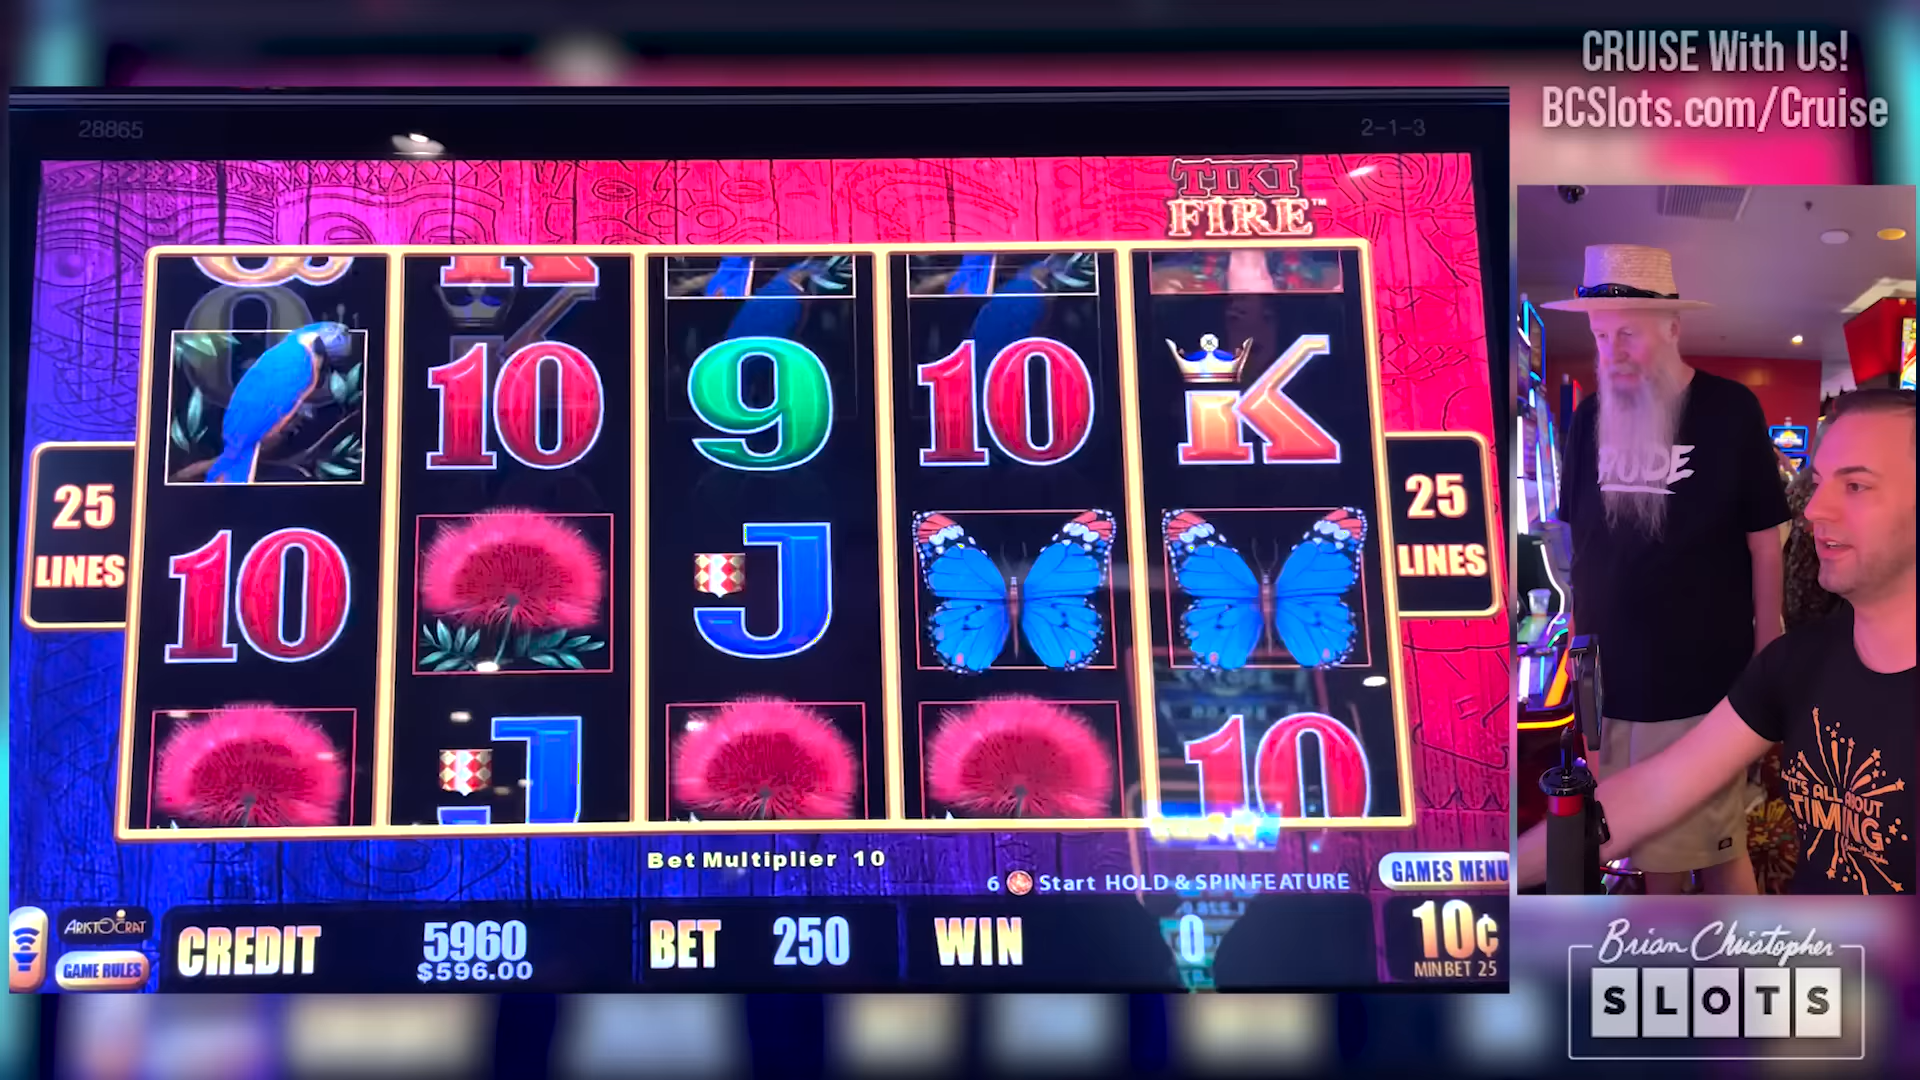 CRUISE With Us!
BCSlots.com/Cruise
28865
2-1-3
TIKI
FIRE™
Q
K
Q
K
10
9
10
K
25
LINES
25
LINES
10
J
J
10
Bet Multiplier 10
6 Start HOLD & SPIN FEATURE
GAMES MENU
ARISTOCRAT
GAME RULES
CREDIT
5960
$596.00
BET
250
WIN
0
10¢
MIN BET 25
DUDE
IT'S ALL ABOUT
TIMING
Brian Christopher
SLOTS